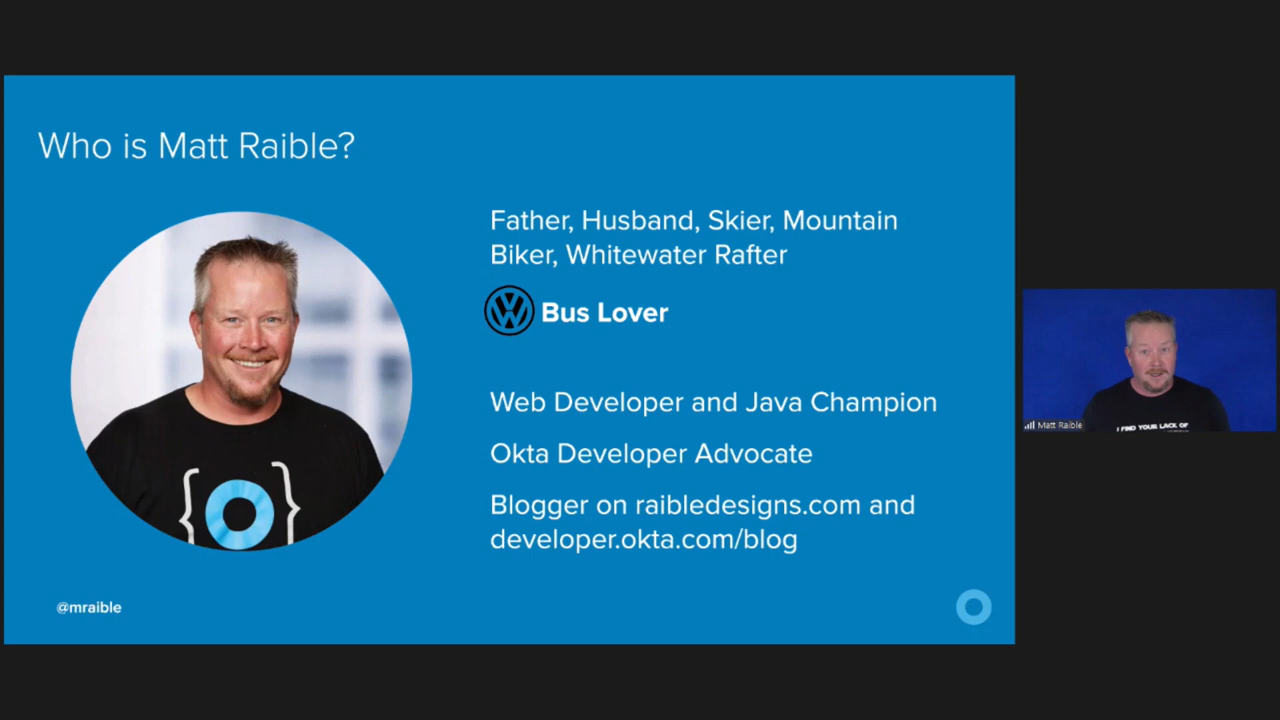 Who is Matt Raible?
Father, Husband, Skier, Mountain
Biker, Whitewater Rafter
Bus Lover
Web Developer and Java Champion
Okta Developer Advocate
Blogger on raibledesigns.com and
developer.okta.com/blog
@mraible
Matt Raible
I FIND YOUR LACK OF